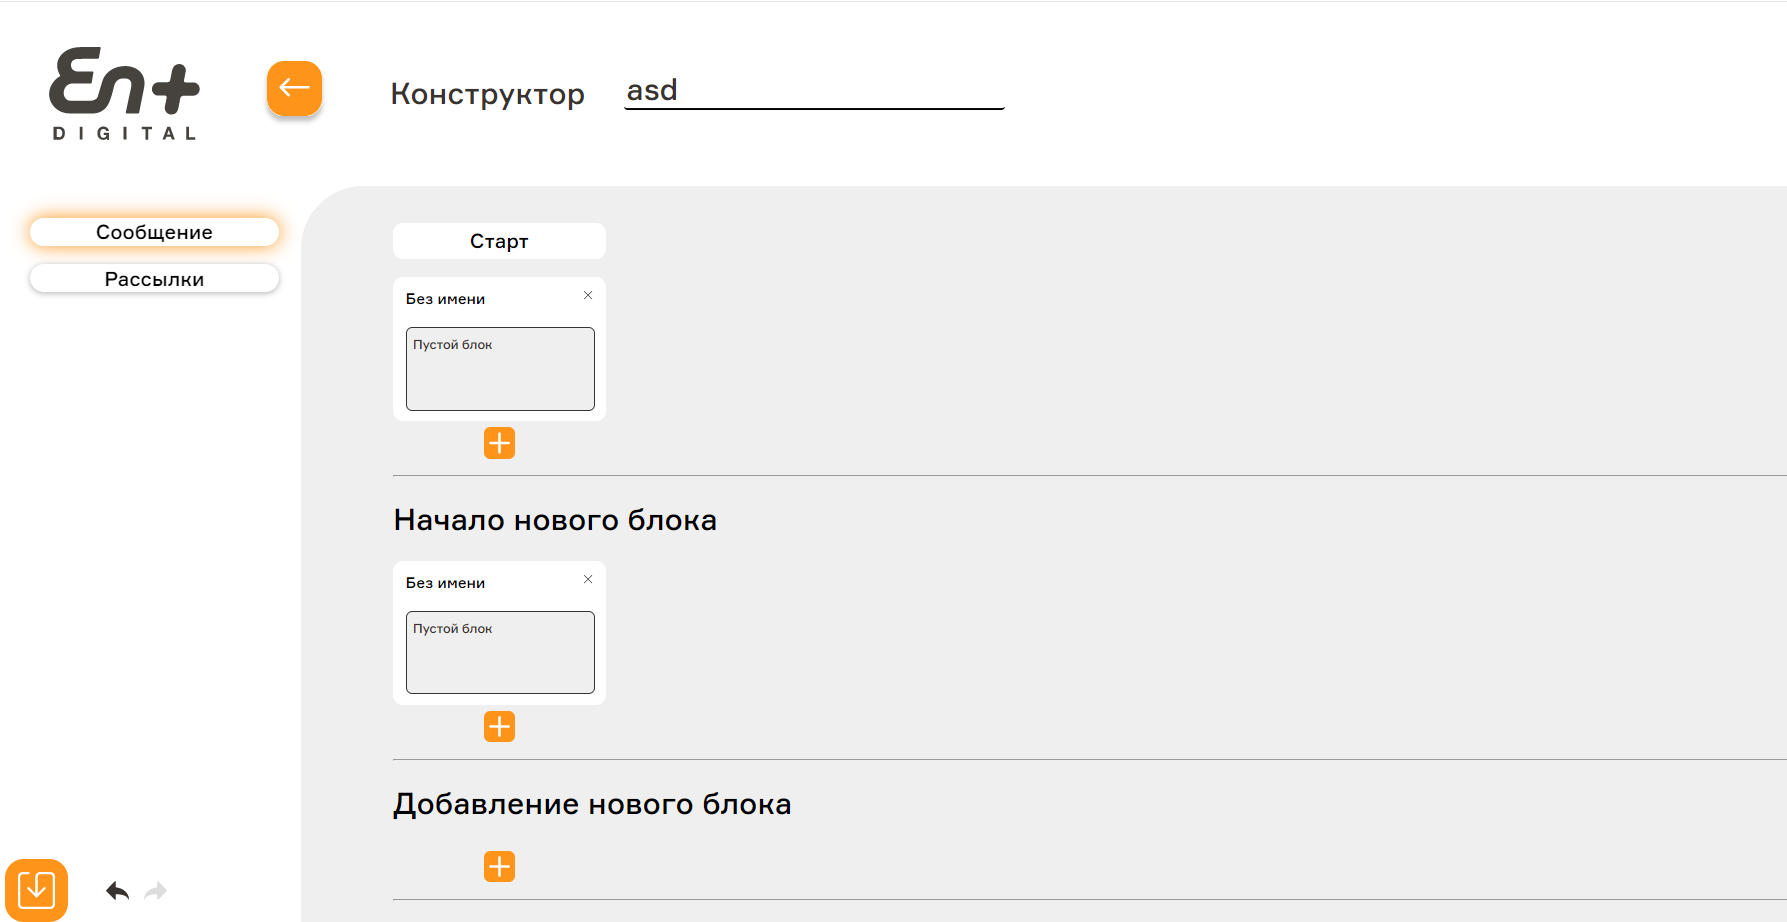 En+
DIGITAL
Конструктор
asd
Сообщение
Рассылки
Старт
Без имени
Пустой блок
Начало нового блока
Без имени
Пустой блок
Добавление нового блока